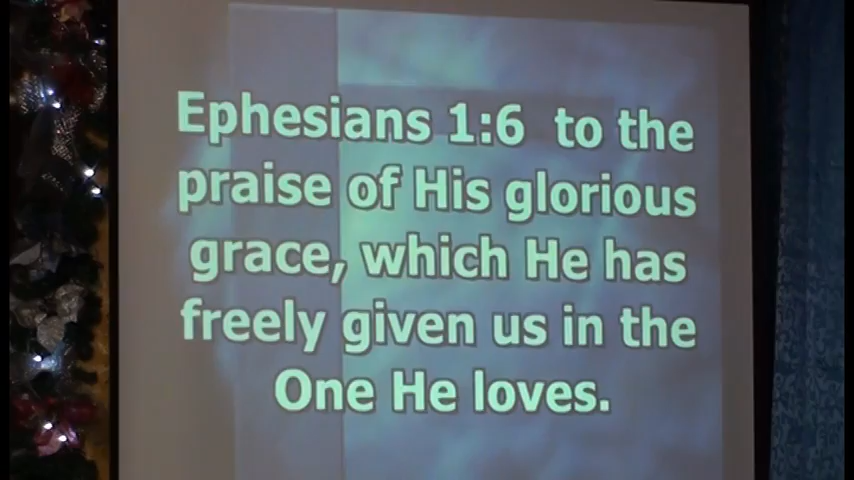 Ephesians 1:6 to the
praise of His glorious
grace, which He has
freely given us in the
One He loves.